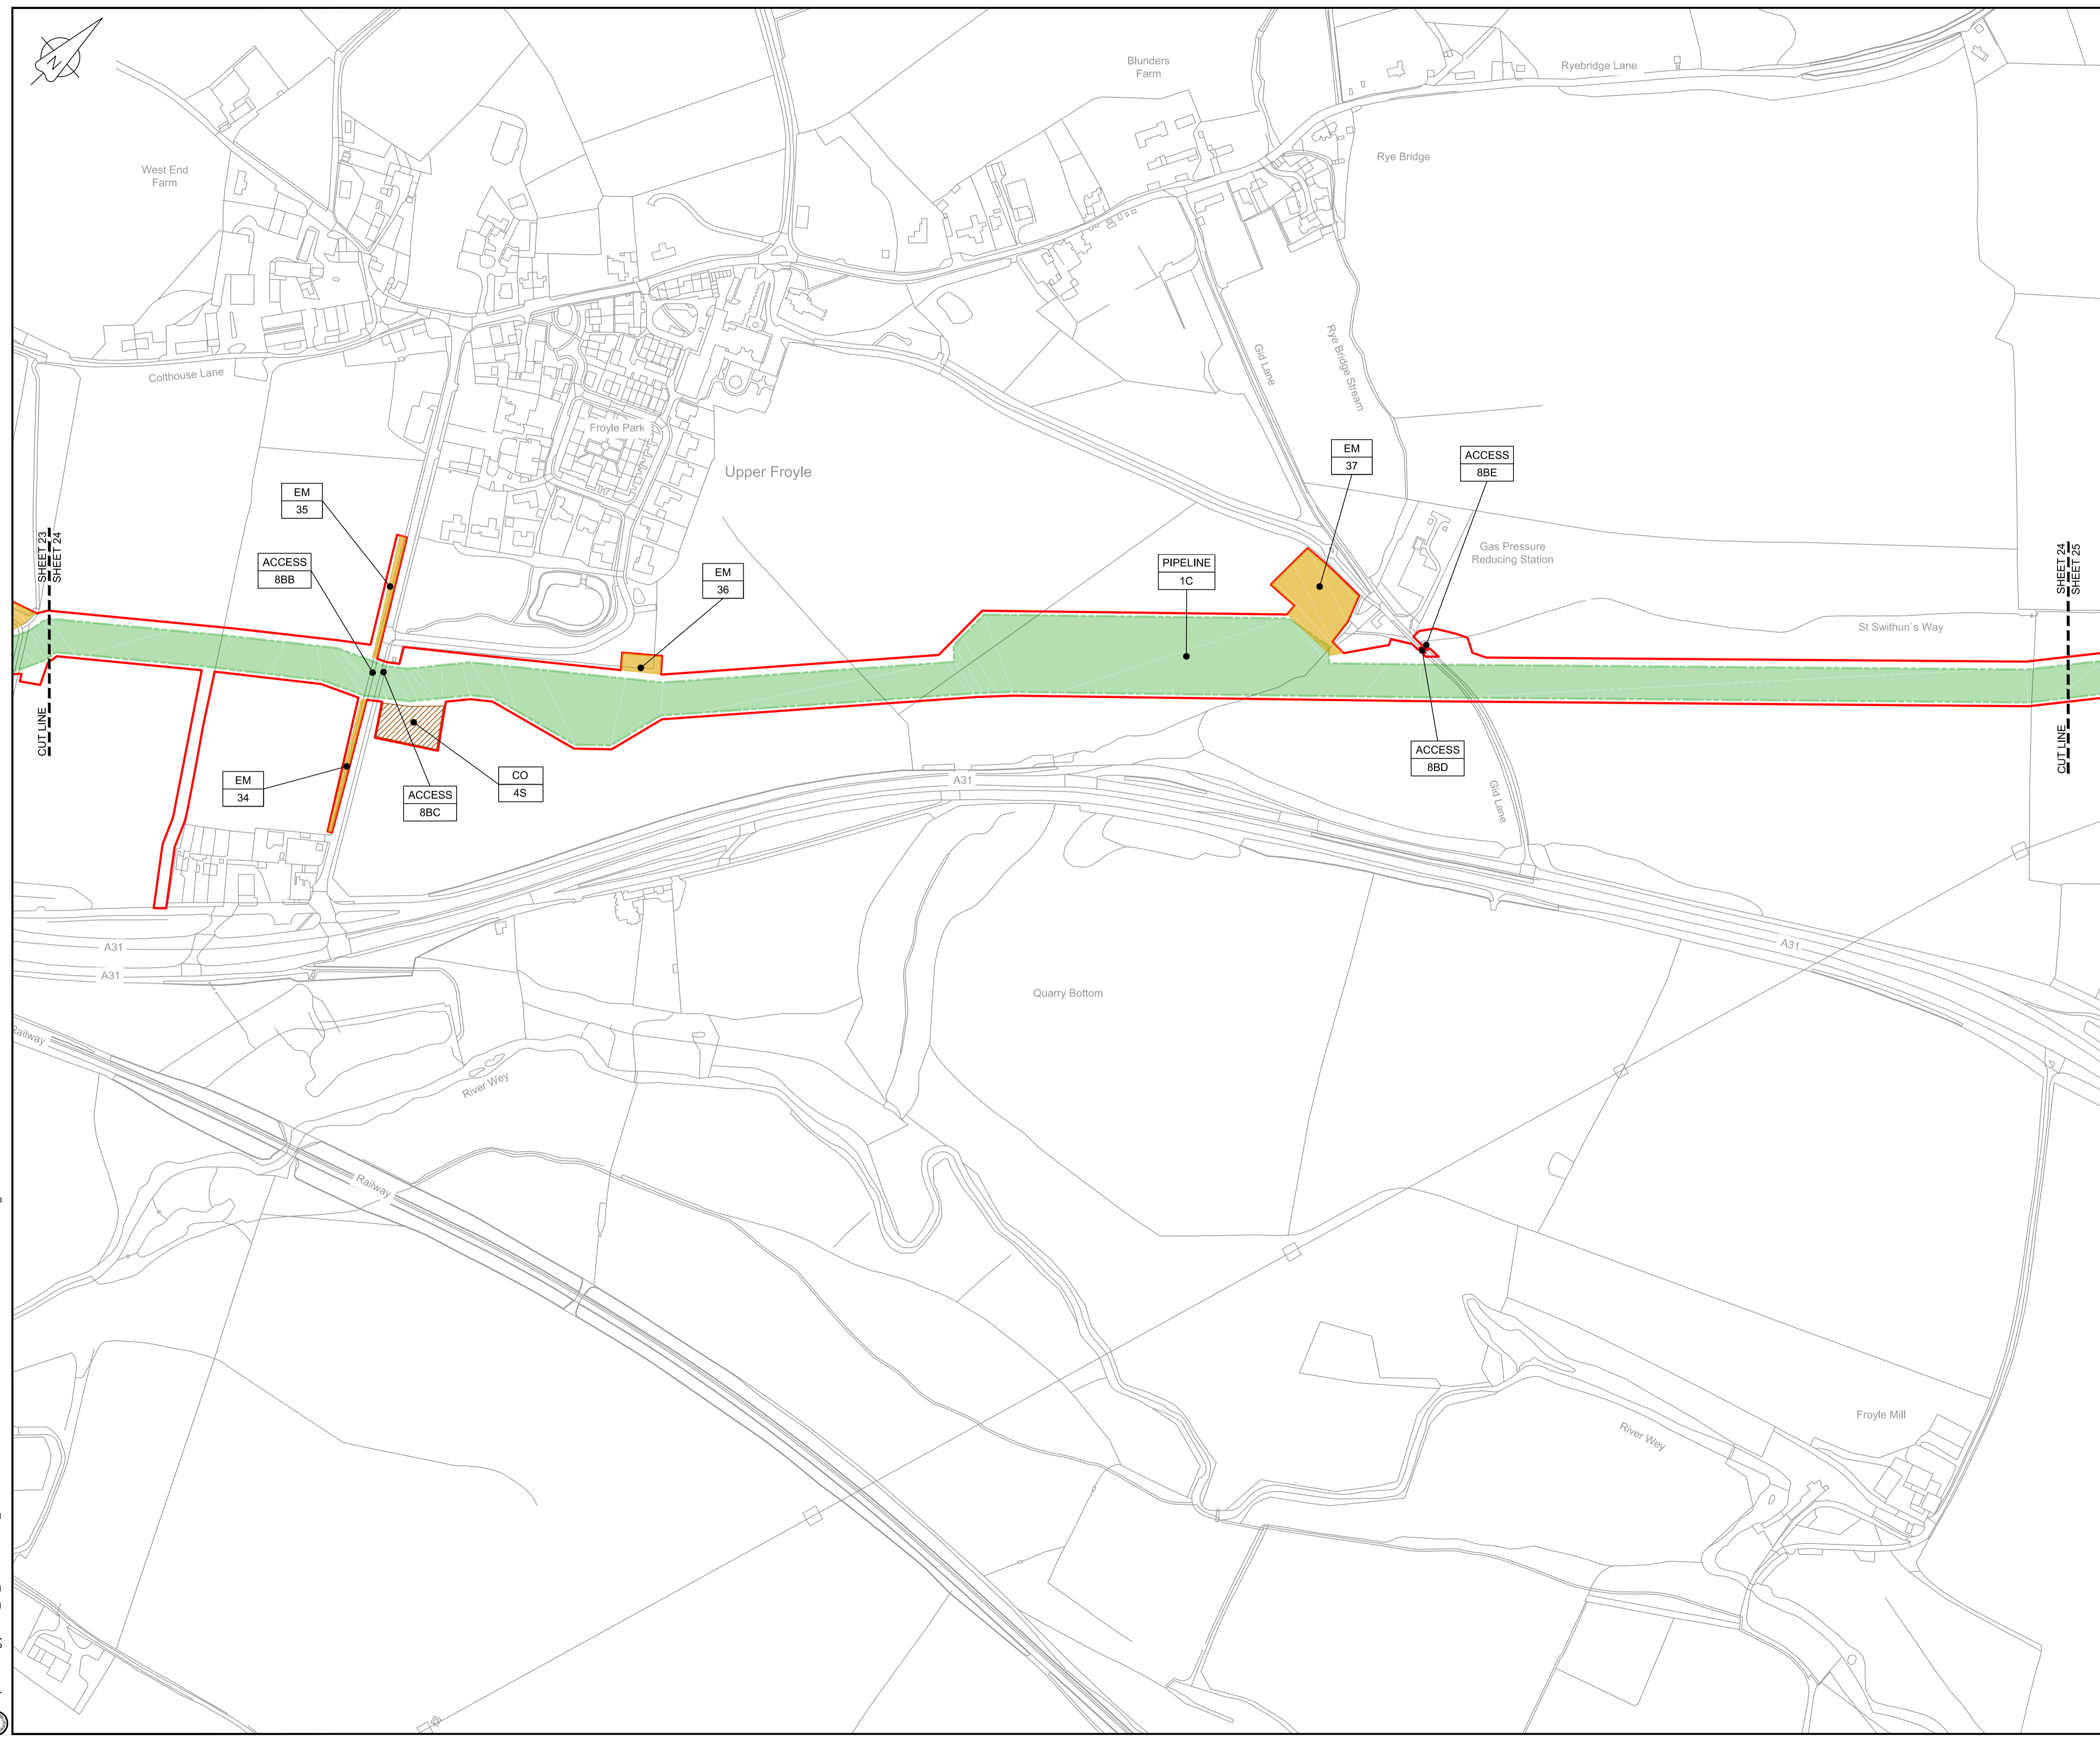 N
Blunders
Farm
Ryebridge Lane
West End
Farm
Rye Bridge
Colthouse Lane
Gid Lane
Rye Bridge Stream
Froyle Park
Upper Froyle
EM
37
ACCESS
8BE
EM
35
SHEET 23
SHEET 24
CUT LINE
ACCESS
8BB
EM
36
PIPELINE
1C
Gas Pressure
Reducing Station
SHEET 24
SHEET 25
CUT LINE
St Swithun`s Way
EM
34
ACCESS
8BC
CO
4S
ACCESS
8BD
A31
Gid Lane
A31
A31
A31
Quarry Bottom
Railway
River Wey
Railway
Froyle Mill
River Wey